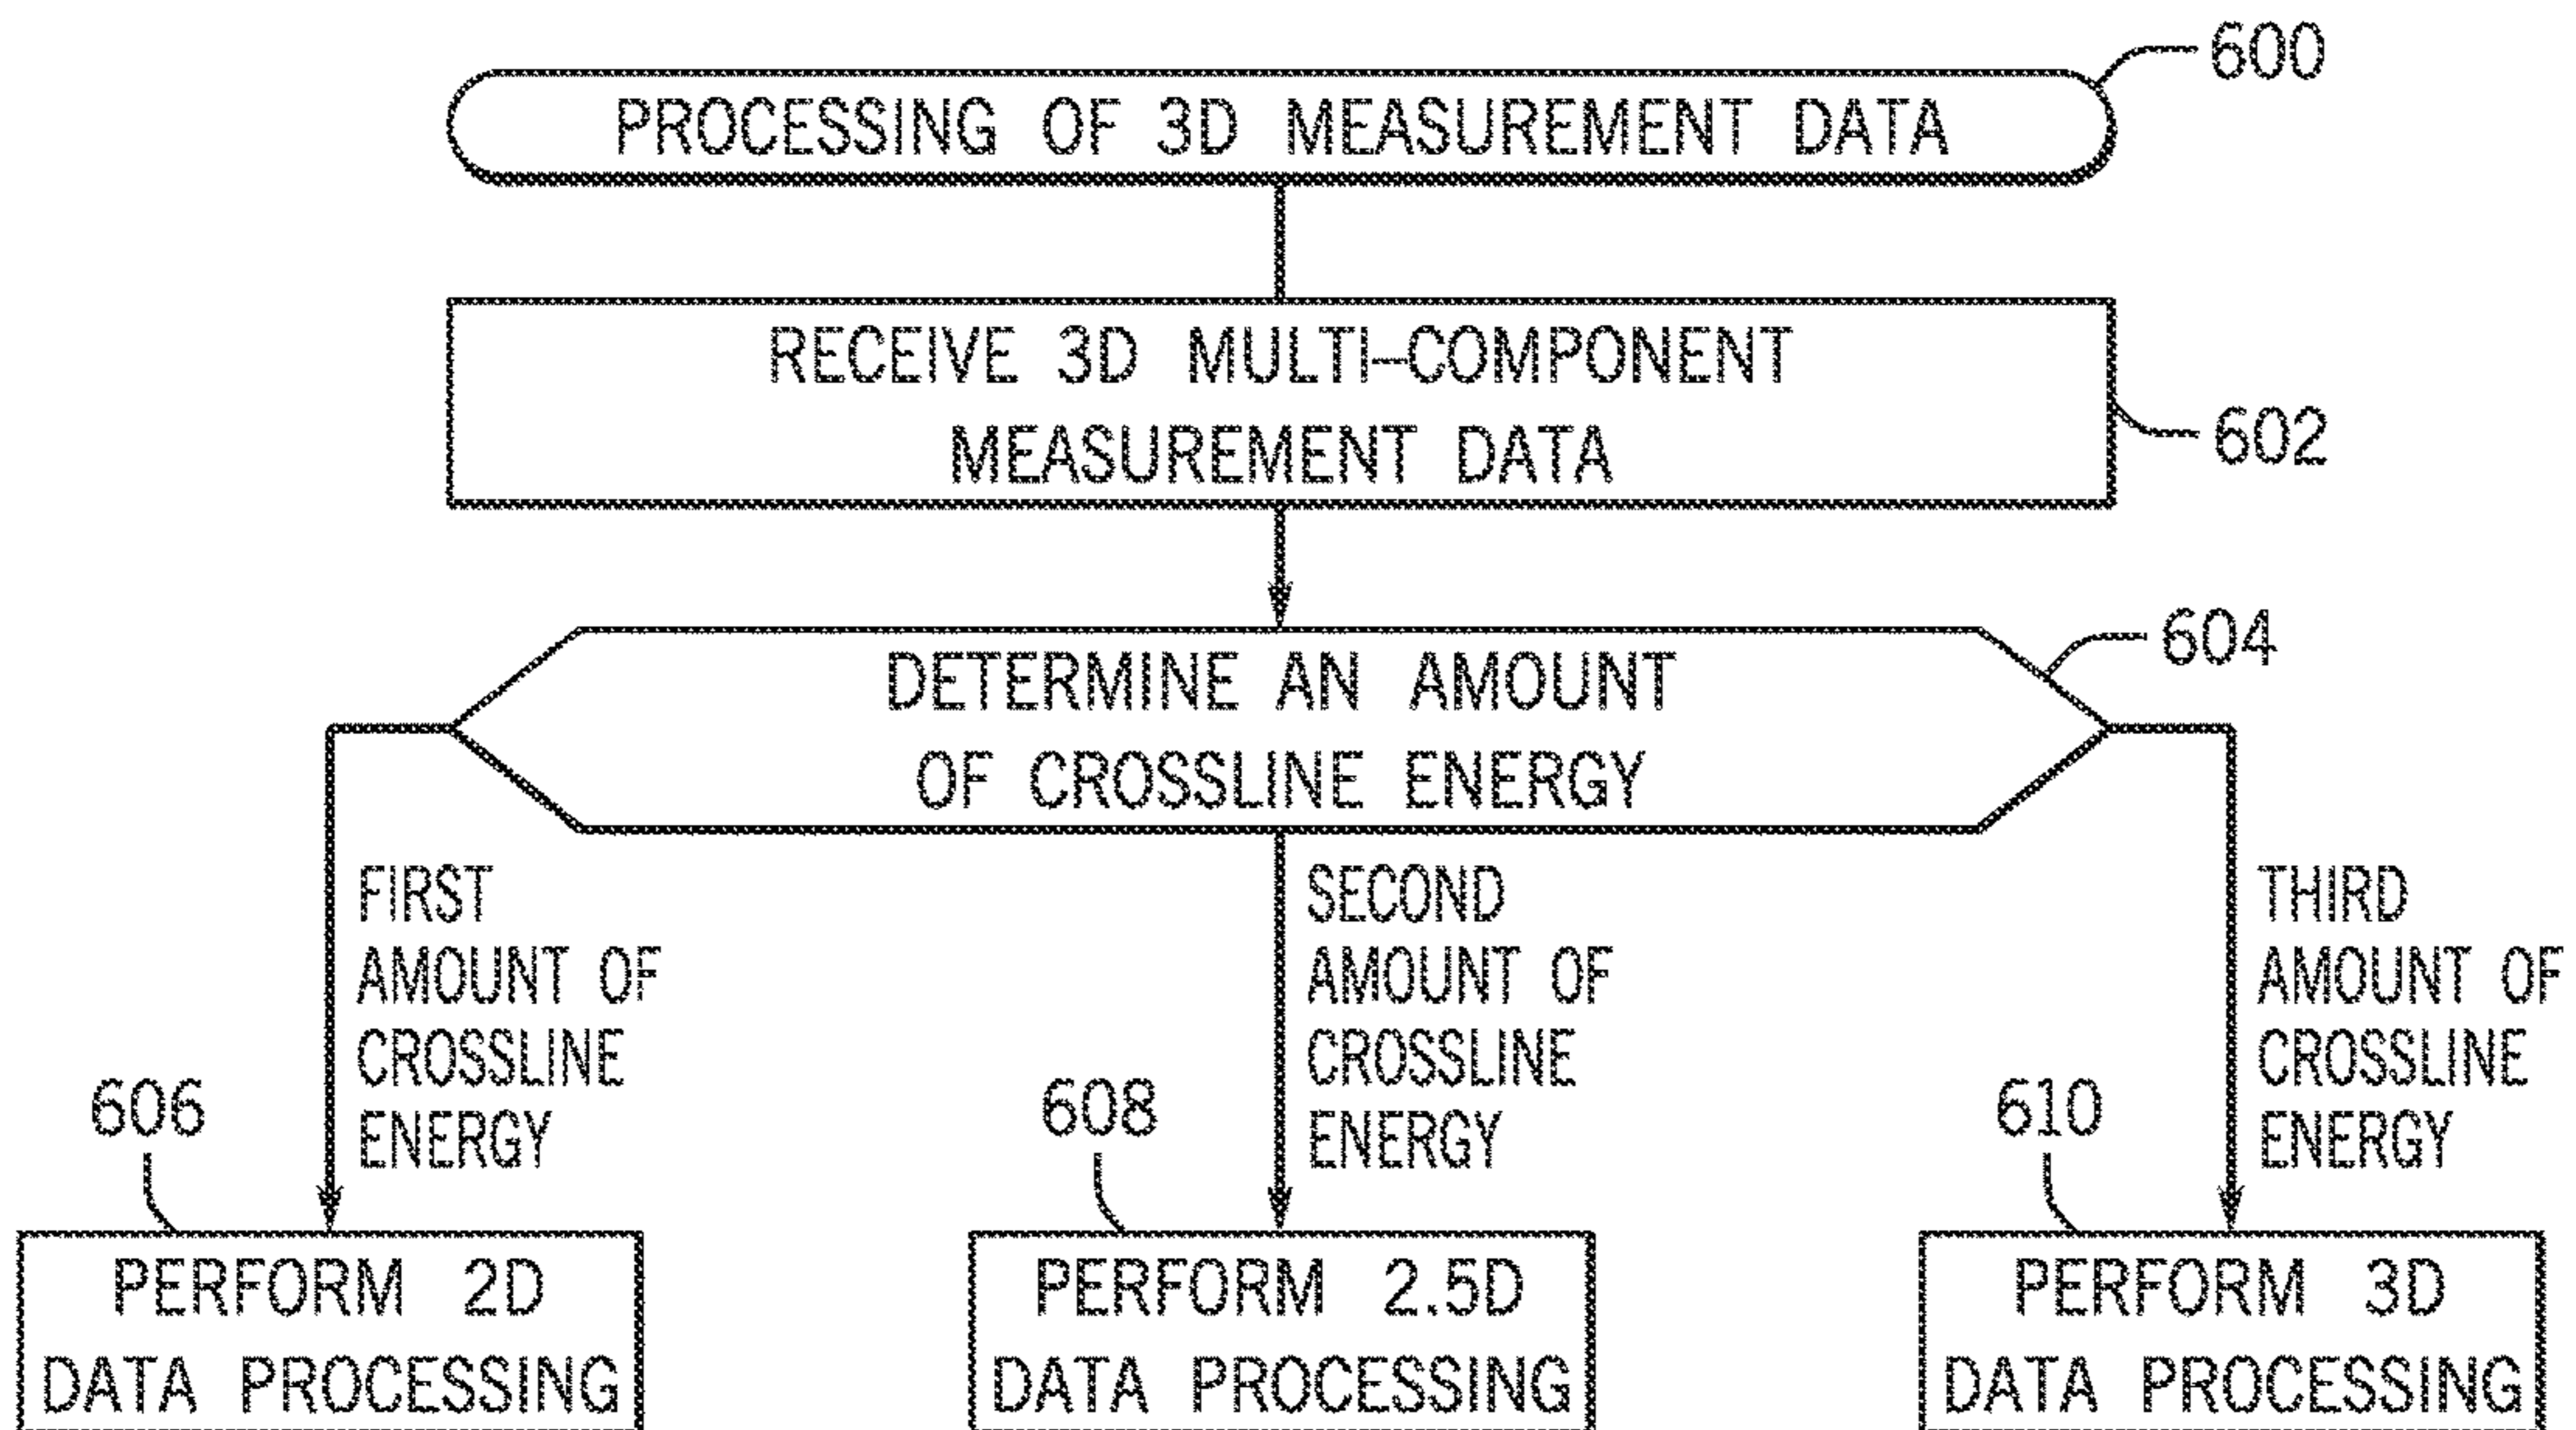 600
PROCESSING OF 3D MEASUREMENT DATA
RECEIVE 3D MULTI-COMPONENT
MEASUREMENT DATA
602
604
DETERMINE AN AMOUNT
OF CROSSLINE ENERGY
FIRST
AMOUNT OF
CROSSLINE
ENERGY
SECOND
AMOUNT OF
CROSSLINE
ENERGY
THIRD
AMOUNT OF
CROSSLINE
ENERGY
606
608
610
PERFORM 2D
DATA PROCESSING
PERFORM 2.5D
DATA PROCESSING
PERFORM 3D
DATA PROCESSING